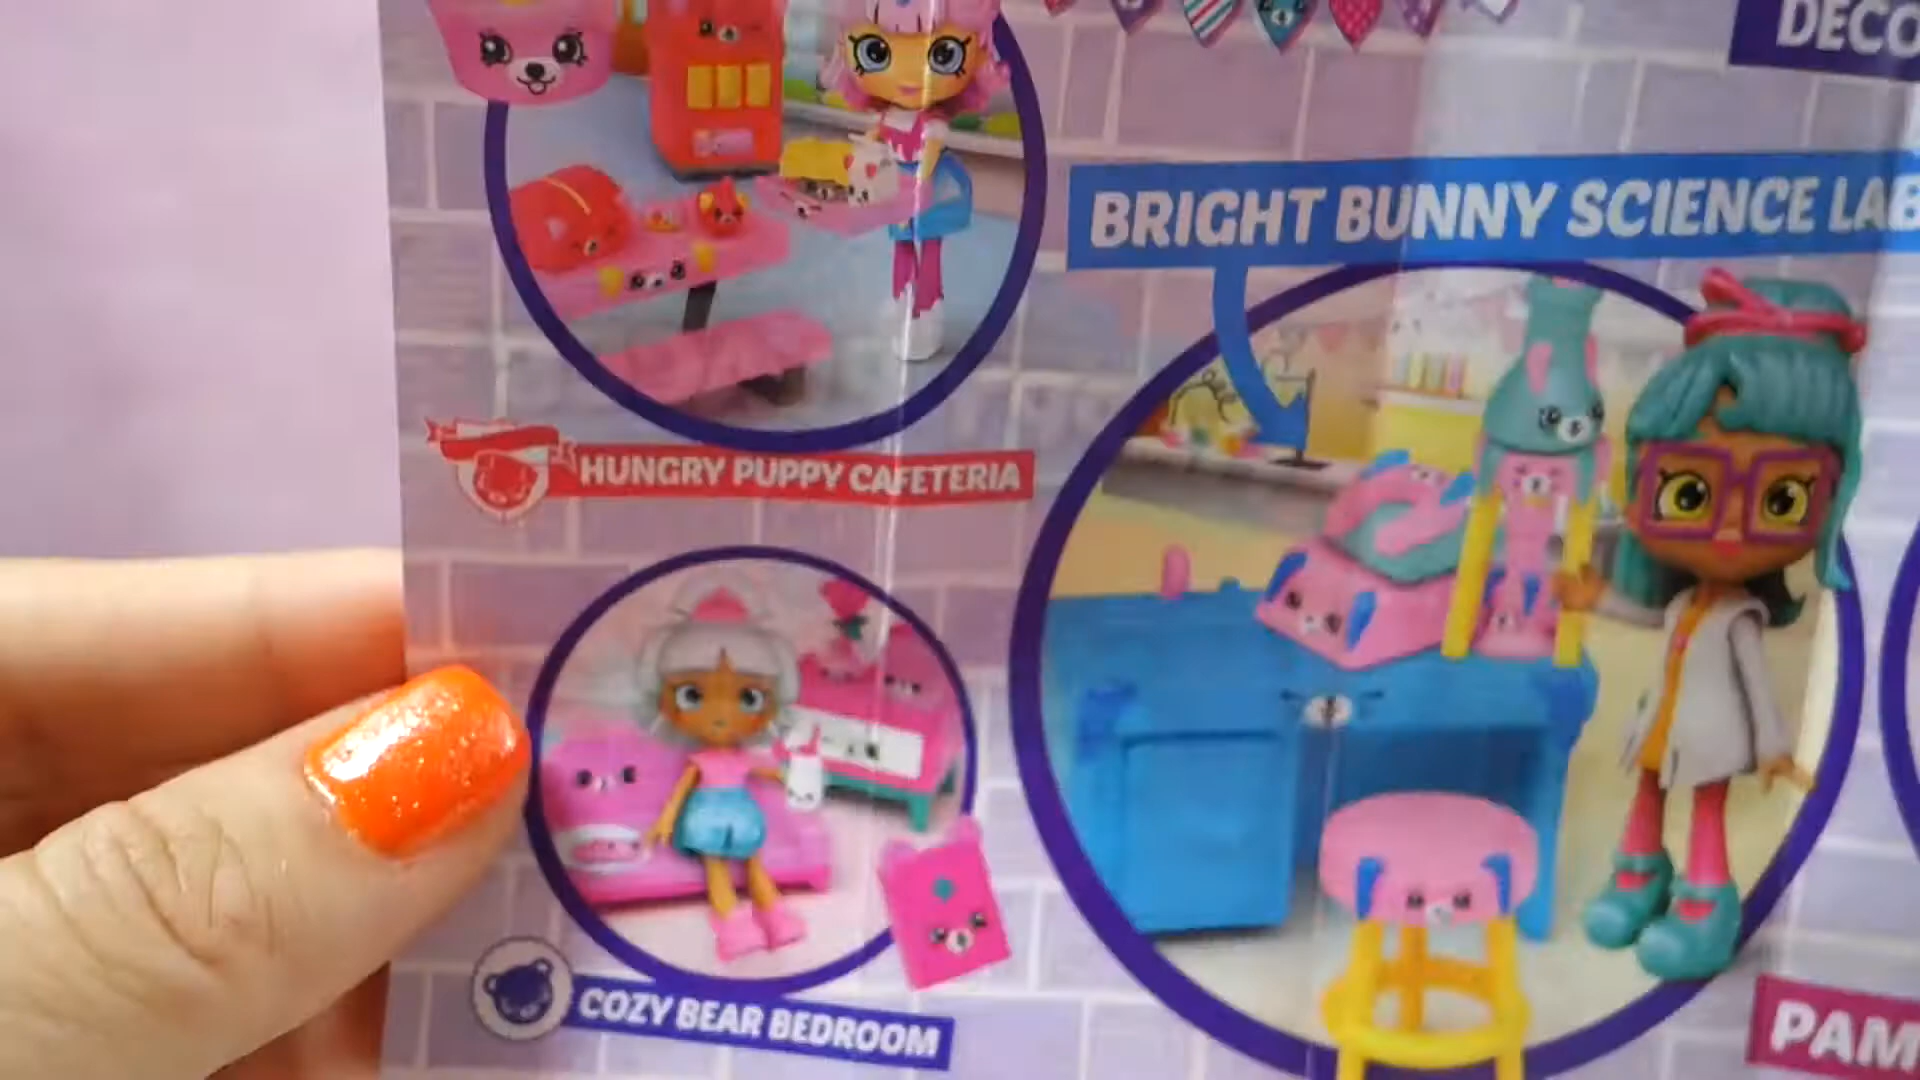 DECO
BRIGHT BUNNY SCIENCE LAB
HUNGRY PUPPY CAFETERIA
COZY BEAR BEDROOM
PAM